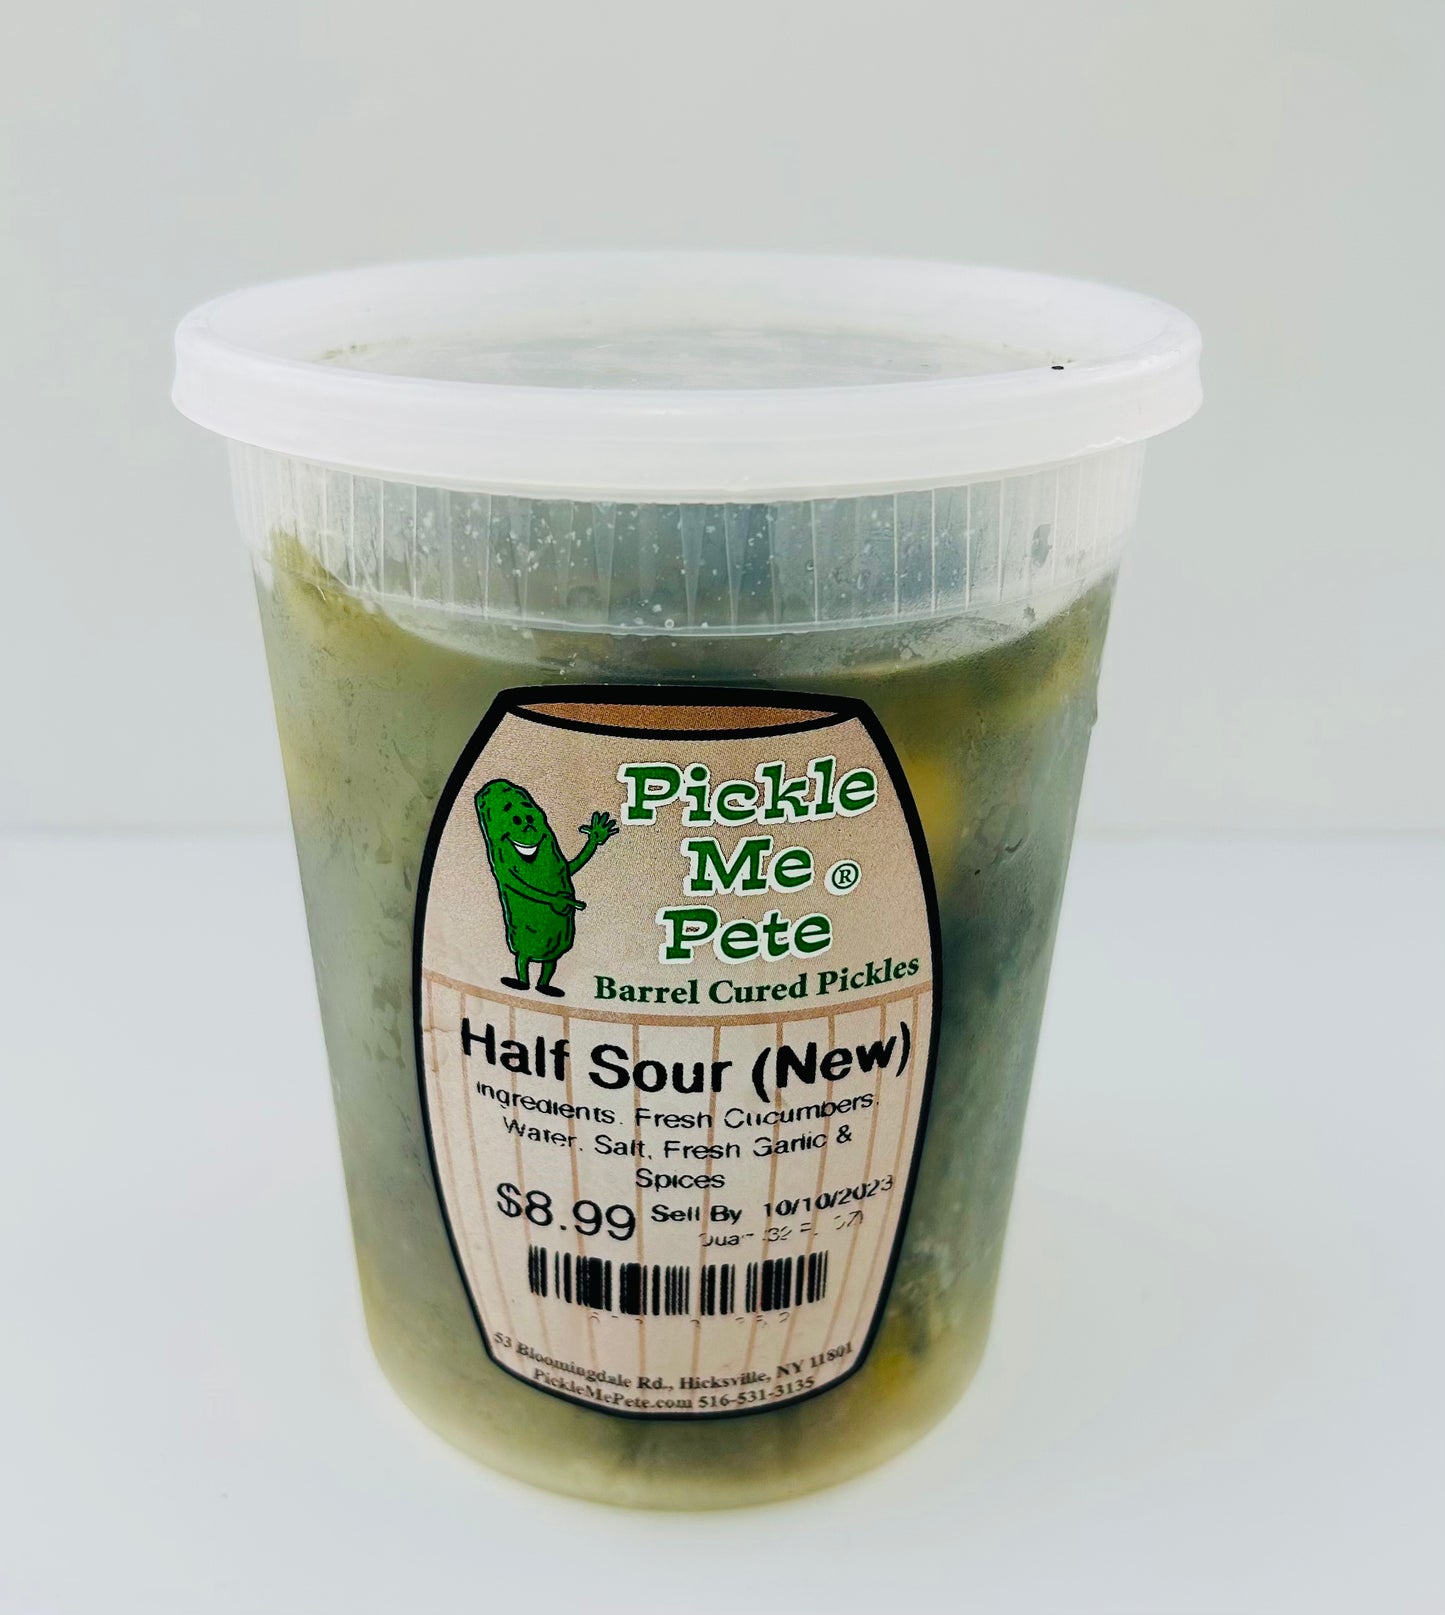 Pickle
Me ®
Pete
Barrel Cured Pickles
Half Sour (New)
Ingredients. Fresh Cucumbers,
Water. Salt, Fresh Garlic &
Spices
$8.99 Sell By 10/10/2023
53 Bloomingdale Rd., Hicksville, NY 11801
PickleMePete.com 516-531-3135